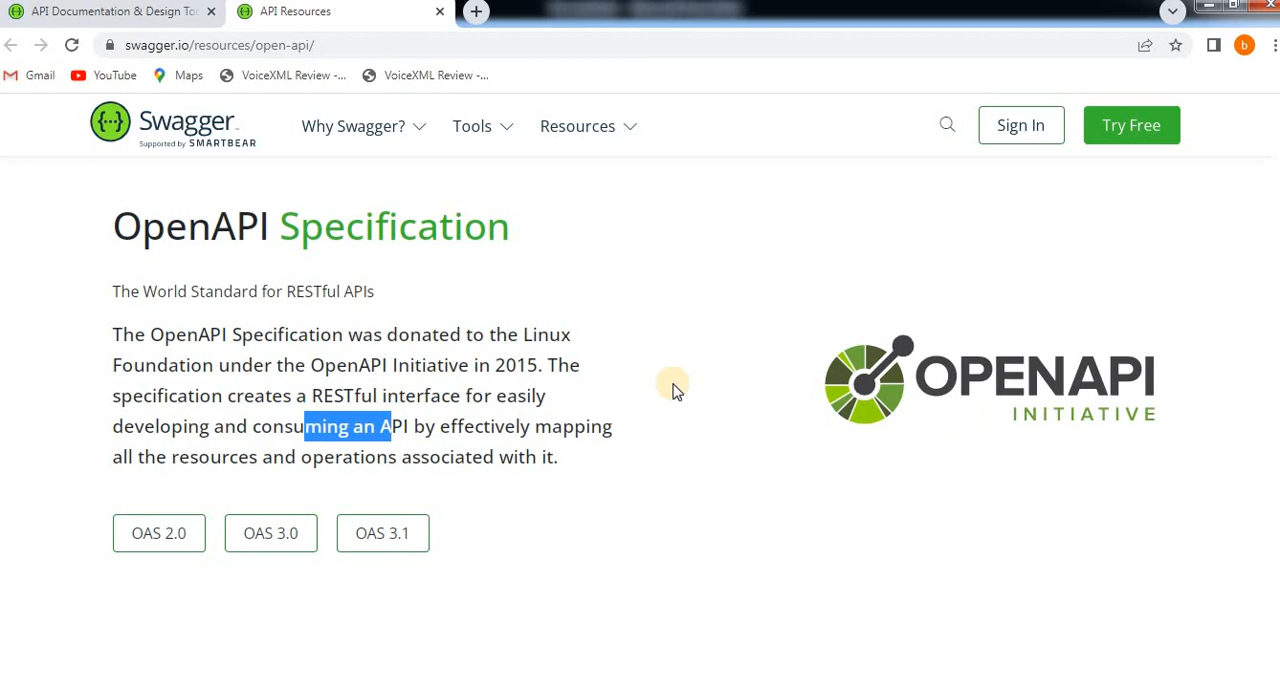 API Documentation & Design To
API Resources
swagger.io/resources/open-api/
b
Gmail
YouTube
Maps
VoiceXML Review -...
VoiceXML Review -...
{...}
Swagger
Supported by SMARTBEAR
Why Swagger?
Tools
Resources
Sign In
Try Free
OpenAPI Specification
The World Standard for RESTful APIs
The OpenAPI Specification was donated to the Linux
Foundation under the OpenAPI Initiative in 2015. The
specification creates a RESTful interface for easily
developing and consuming an API by effectively mapping
all the resources and operations associated with it.
OPENAPI
INITIATIVE
OAS 2.0
OAS 3.0
OAS 3.1